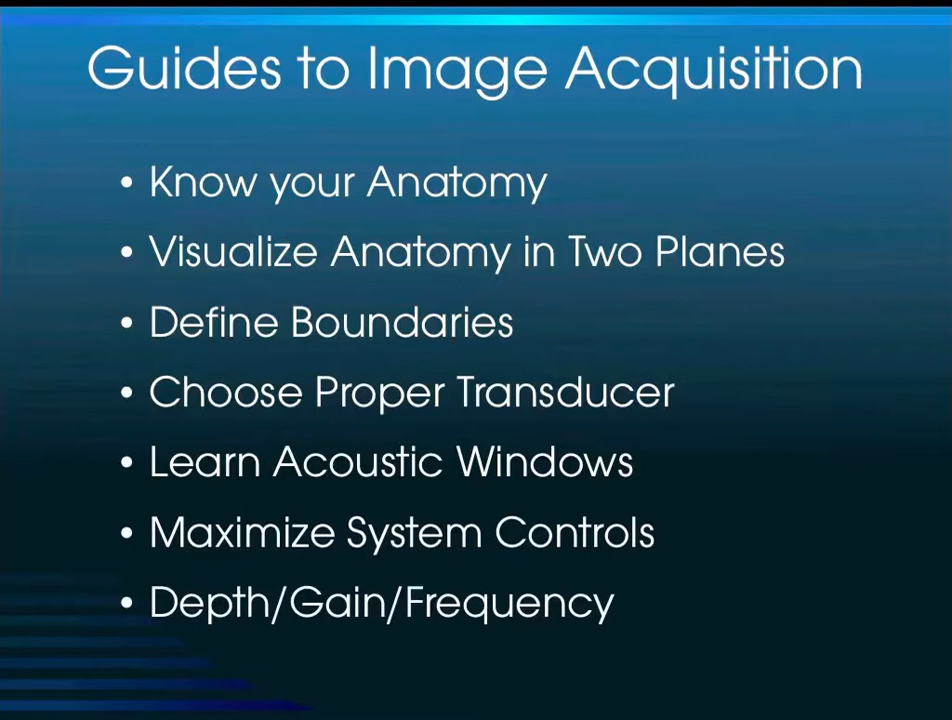 Guides to Image Acquisition
• Know your Anatomy
• Visualize Anatomy in Two Planes
• Define Boundaries
• Choose Proper Transducer
• Learn Acoustic Windows
• Maximize System Controls
• Depth/Gain/Frequency